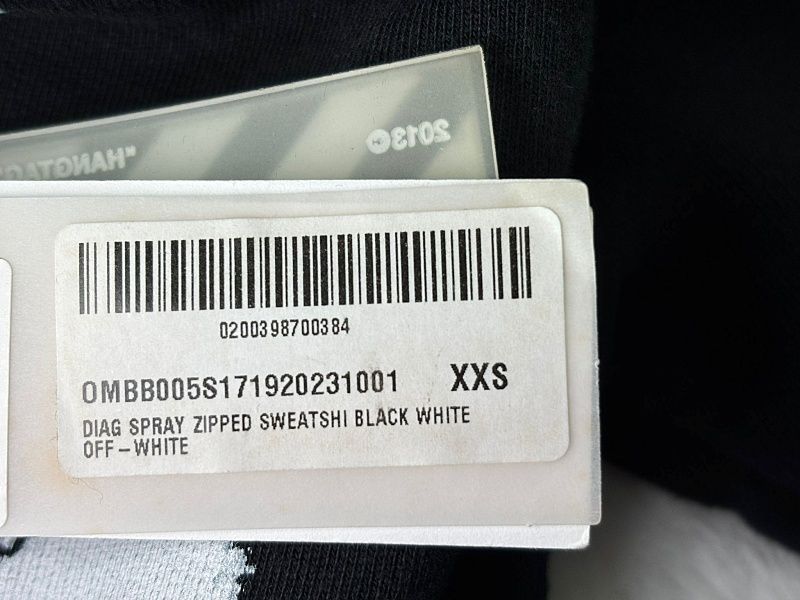 2013©
"HANGTAG"
0200398700384
OMBB005S171920231001 XXS
DIAG SPRAY ZIPPED SWEATSHI BLACK WHITE
OFF-WHITE